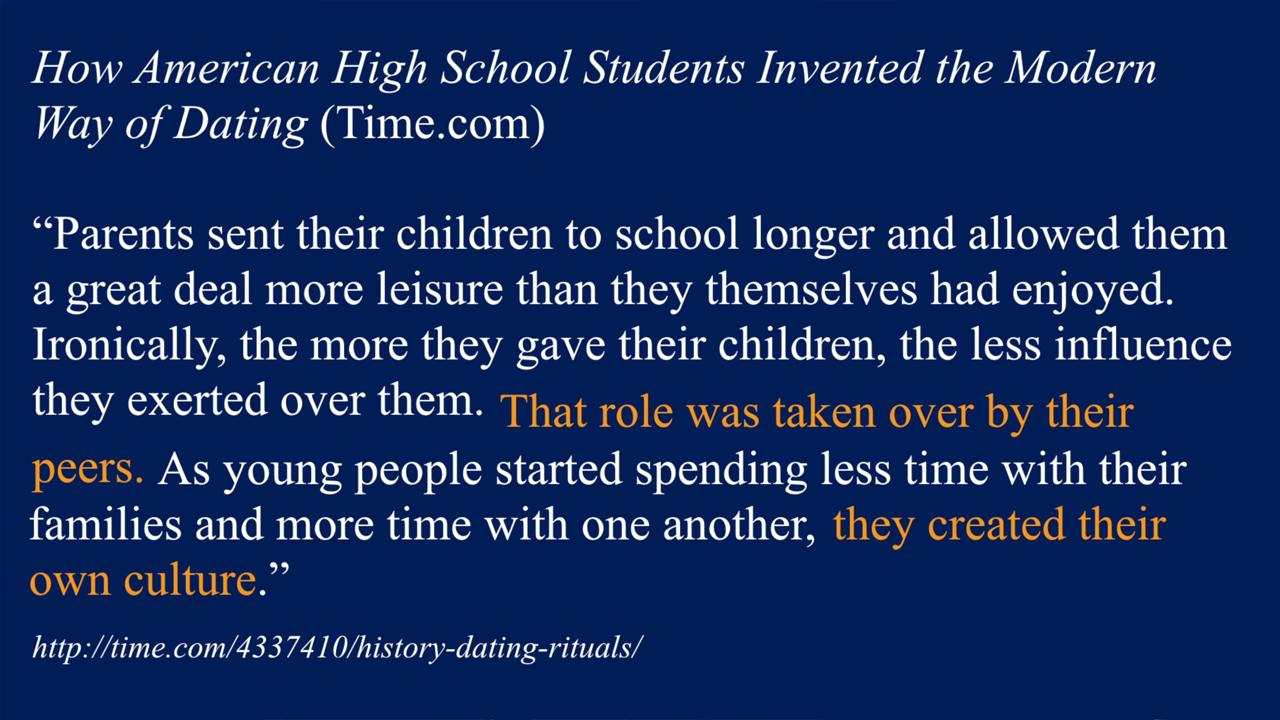 How American High School Students Invented the Modern
Way of Dating (Time.com)
“Parents sent their children to school longer and allowed them
a great deal more leisure than they themselves had enjoyed.
Ironically, the more they gave their children, the less influence
they exerted over them. That role was taken over by their
peers. As young people started spending less time with their
families and more time with one another, they created their
own culture.”
http://time.com/4337410/history-dating-rituals/